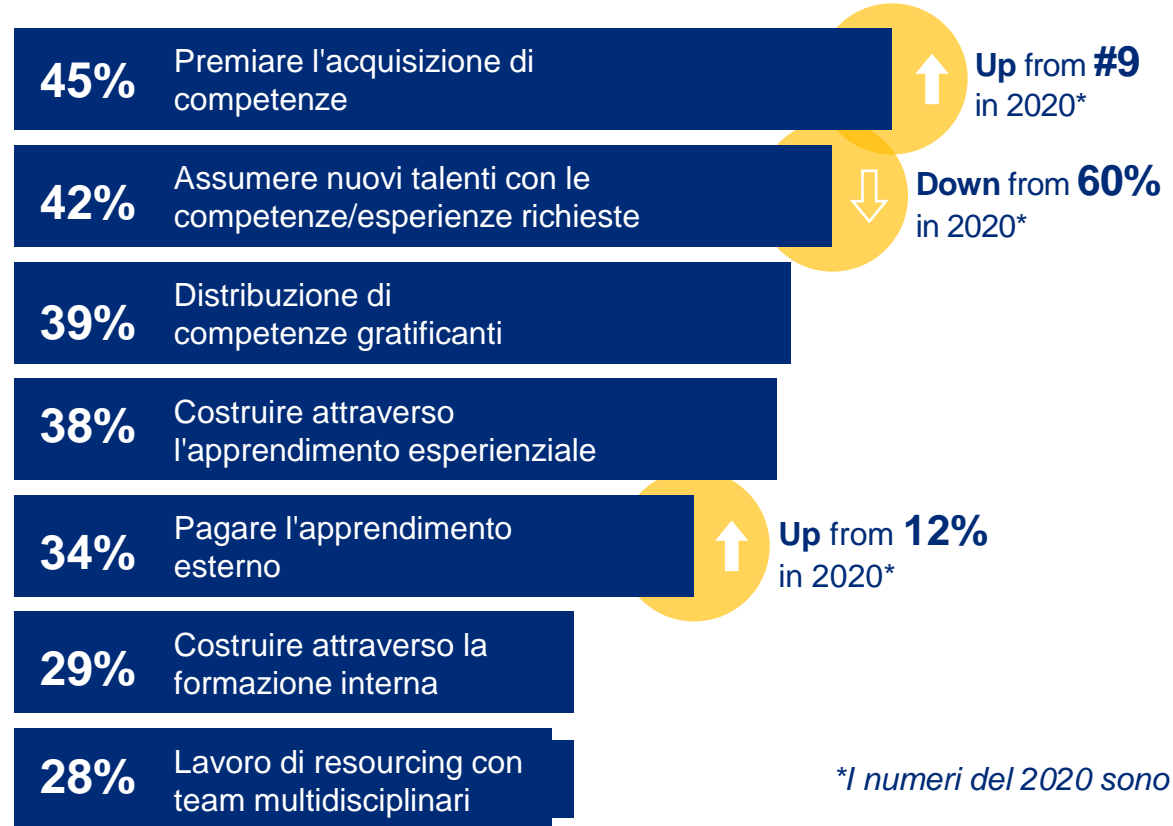 45%
Premiare l'acquisizione di
competenze
Up from #9
in 2020*
42%
Assumere nuovi talenti con le
competenze/esperienze richieste
Down from 60%
in 2020*
39%
Distribuzione di
competenze gratificanti
38%
Costruire attraverso
l'apprendimento esperienziale
34%
Pagare l'apprendimento
esterno
Up from 12%
in 2020*
29%
Costruire attraverso la
formazione interna
28%
Lavoro di resourcing con
team multidisciplinari
*I numeri del 2020 sono